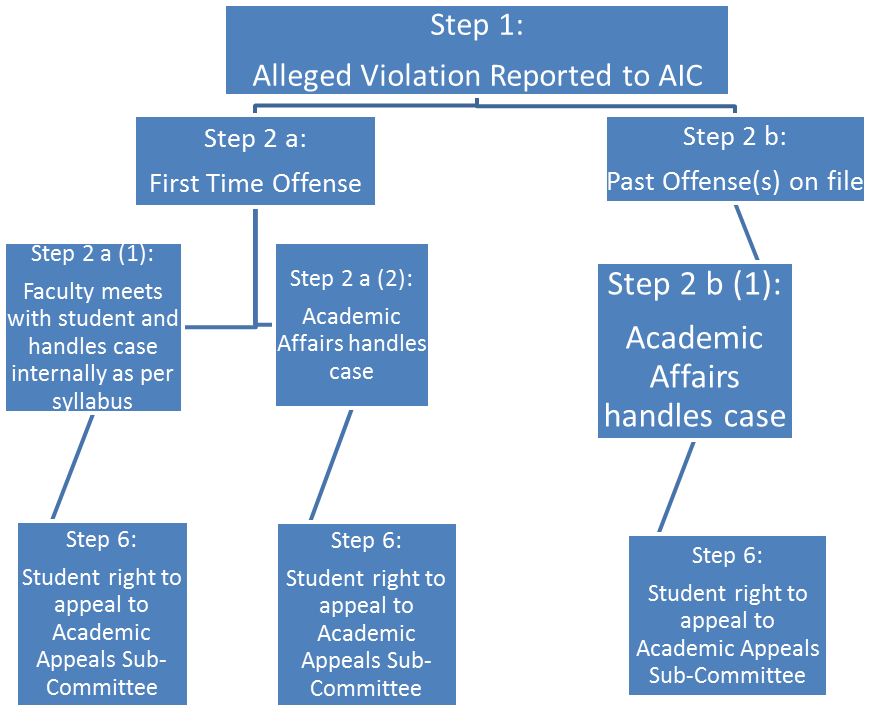 Step 1:
Alleged Violation Reported to AIC
Step 2 a:
First Time Offense
Step 2 b:
Past Offense(s) on file
Step 2 a (1):
Faculty meets
with student and
handles case
internally as per
syllabus
Step 2 a (2):
Academic
Affairs handles
case
Step 2 b (1):
Academic
Affairs
handles case
Step 6:
Student right to
appeal to
Academic
Appeals Sub-
Committee
Step 6:
Student right to
appeal to
Academic
Appeals Sub-
Committee
Step 6:
Student right to
appeal to
Academic Appeals
Sub-Committee